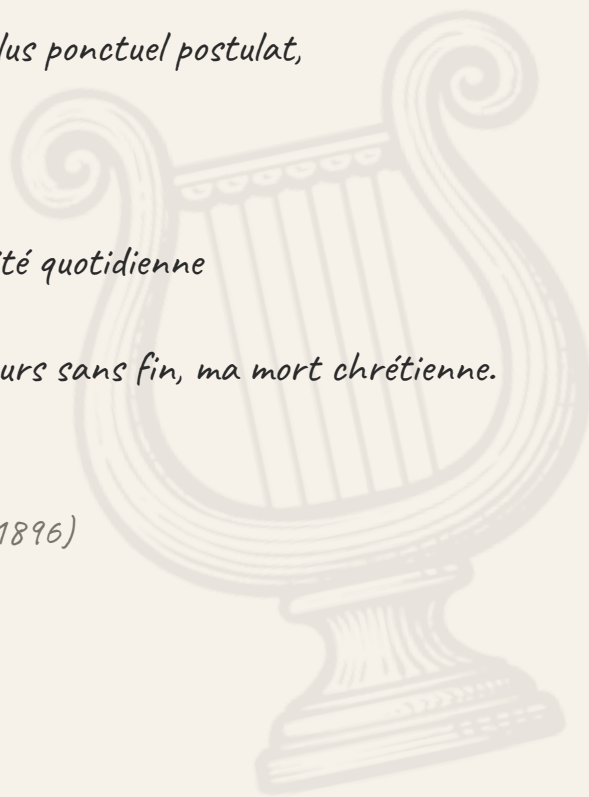 lus ponctuel postulat,
té quotidienne
urs sans fin, ma mort chrétienne.
1896)